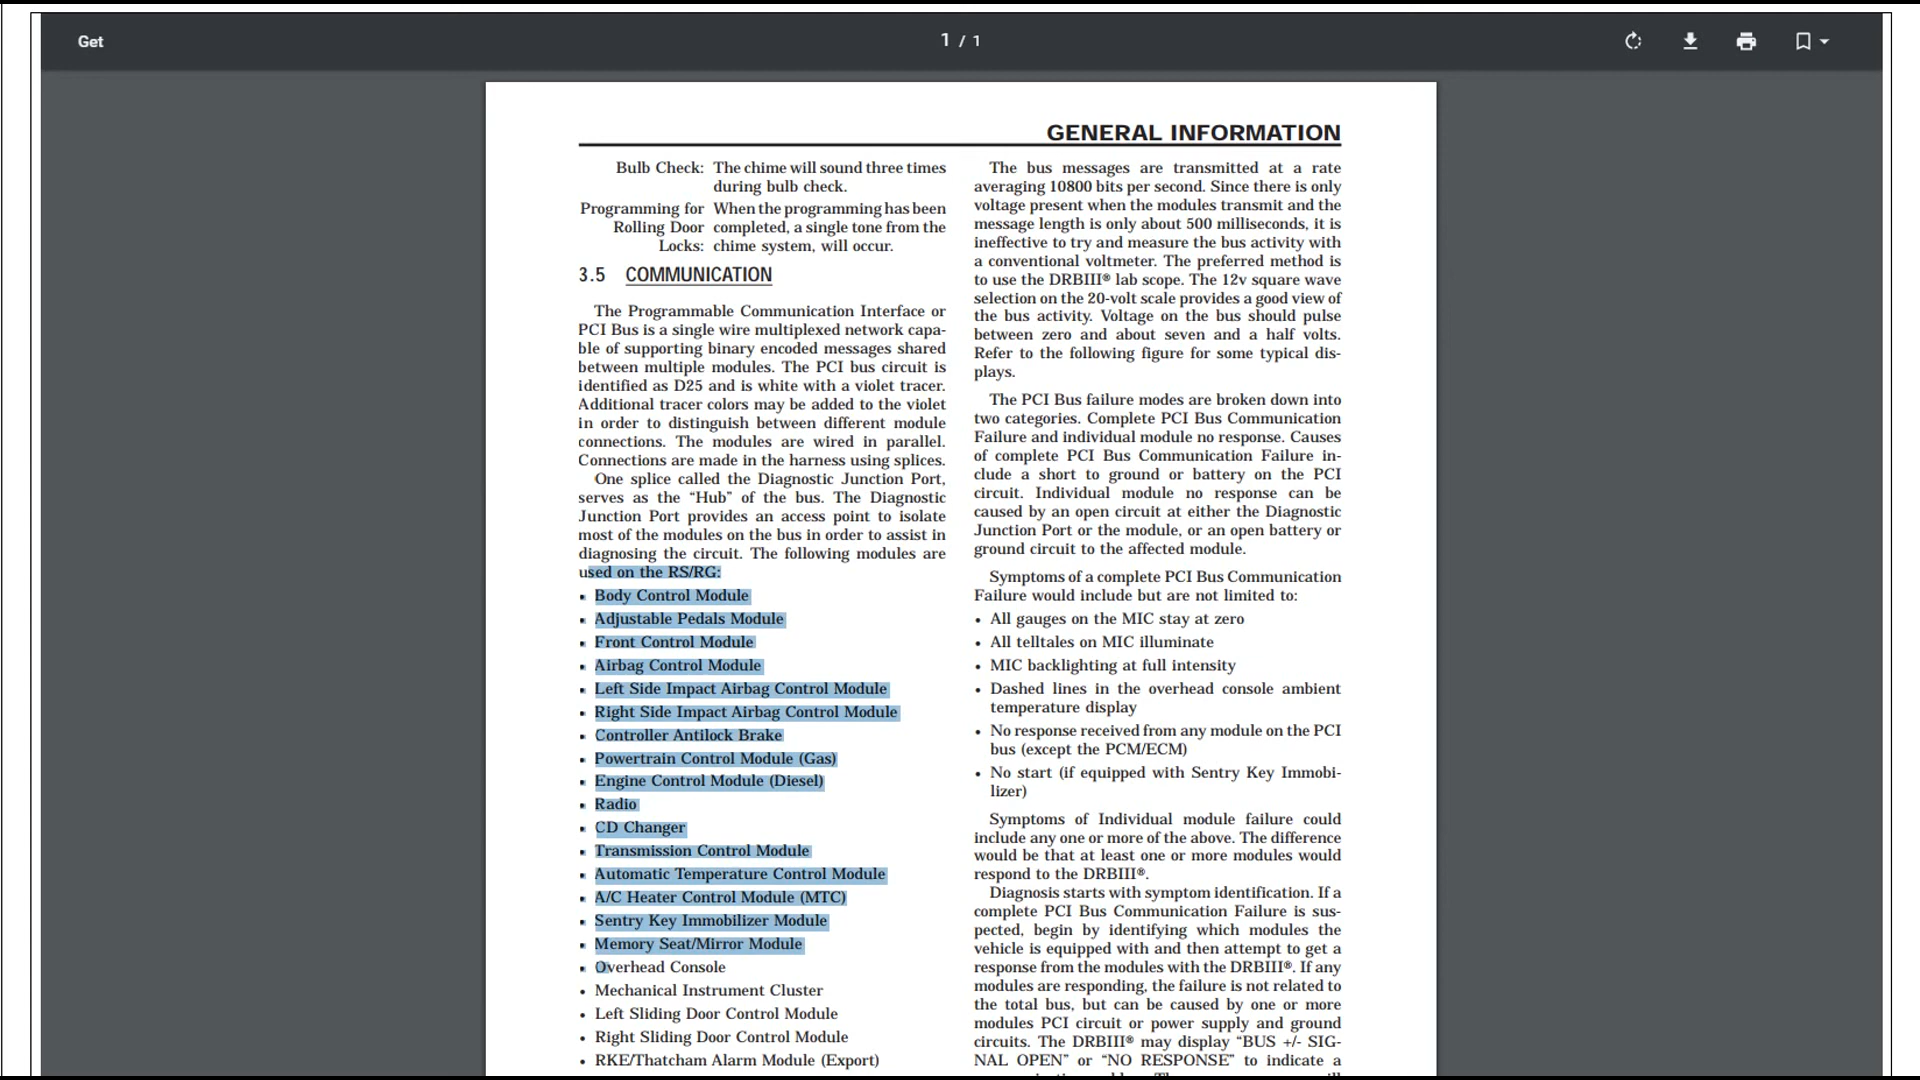 Get
1 / 1
GENERAL INFORMATION
Bulb Check: The chime will sound three times
during bulb check.
Programming for When the programming has been
Rolling Door completed, a single tone from the
Locks: chime system, will occur.
3.5 COMMUNICATION
The Programmable Communication Interface or
PCI Bus is a single wire multiplexed network capa-
ble of supporting binary encoded messages shared
between multiple modules. The PCI bus circuit is
identified as D25 and is white with a violet tracer.
Additional tracer colors may be added to the violet
in order to distinguish between different module
connections. The modules are wired in parallel.
Connections are made in the harness using splices.
One splice called the Diagnostic Junction Port,
serves as the “Hub” of the bus. The Diagnostic
Junction Port provides an access point to isolate
most of the modules on the bus in order to assist in
diagnosing the circuit. The following modules are
used on the RS/RG:
• Body Control Module
• Adjustable Pedals Module
• Front Control Module
• Airbag Control Module
• Left Side Impact Airbag Control Module
• Right Side Impact Airbag Control Module
• Controller Antilock Brake
• Powertrain Control Module (Gas)
• Engine Control Module (Diesel)
• Radio
• CD Changer
• Transmission Control Module
• Automatic Temperature Control Module
• A/C Heater Control Module (MTC)
• Sentry Key Immobilizer Module
• Memory Seat/Mirror Module
• Overhead Console
• Mechanical Instrument Cluster
• Left Sliding Door Control Module
• Right Sliding Door Control Module
• RKE/Thatcham Alarm Module (Export)
The bus messages are transmitted at a rate
averaging 10800 bits per second. Since there is only
voltage present when the modules transmit and the
message length is only about 500 milliseconds, it is
ineffective to try and measure the bus activity with
a conventional voltmeter. The preferred method is
to use the DRBIII® lab scope. The 12v square wave
selection on the 20-volt scale provides a good view of
the bus activity. Voltage on the bus should pulse
between zero and about seven and a half volts.
Refer to the following figure for some typical dis-
plays.
The PCI Bus failure modes are broken down into
two categories. Complete PCI Bus Communication
Failure and individual module no response. Causes
of complete PCI Bus Communication Failure in-
clude a short to ground or battery on the PCI
circuit. Individual module no response can be
caused by an open circuit at either the Diagnostic
Junction Port or the module, or an open battery or
ground circuit to the affected module.
Symptoms of a complete PCI Bus Communication
Failure would include but are not limited to:
• All gauges on the MIC stay at zero
• All telltales on MIC illuminate
• MIC backlighting at full intensity
• Dashed lines in the overhead console ambient
temperature display
• No response received from any module on the PCI
bus (except the PCM/ECM)
• No start (if equipped with Sentry Key Immobi-
lizer)
Symptoms of Individual module failure could
include any one or more of the above. The difference
would be that at least one or more modules would
respond to the DRBIII®.
Diagnosis starts with symptom identification. If a
complete PCI Bus Communication Failure is sus-
pected, begin by identifying which modules the
vehicle is equipped with and then attempt to get a
response from the modules with the DRBIII®. If any
modules are responding, the failure is not related to
the total bus, but can be caused by one or more
modules PCI circuit or power supply and ground
circuits. The DRBIII® may display “BUS +/- SIG-
NAL OPEN” or “NO RESPONSE” to indicate a